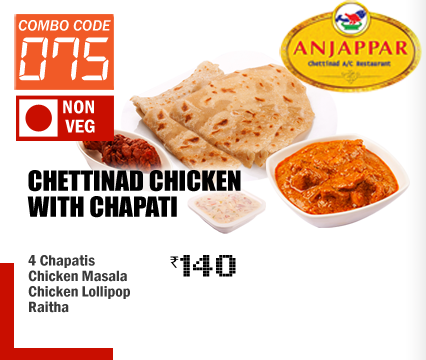 COMBO CODE
075
NON
VEG
ANJAPPAR
Chettinad A/C Restaurant
CHETTINAD CHICKEN
WITH CHAPATI
4 Chapatis
Chicken Masala
Chicken Lollipop
Raitha
₹140